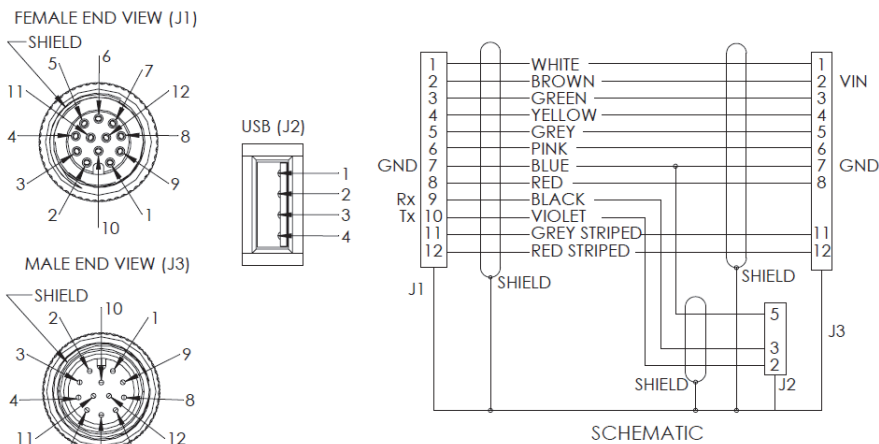 FEMALE END VIEW (J1)
SHIELD
6
5
7
11
12
4
8
3
9
2
1
10
USB (J2)
1
2
3
4
MALE END VIEW (J3)
SHIELD
10
2
1
3
9
4
8
11
12
1 WHITE 1
2 BROWN 2 VIN
3 GREEN 3
4 YELLOW 4
5 GREY 5
6 PINK 6
GND 7 BLUE 7 GND
8 RED 8
Rx 9 BLACK
Tx 10 VIOLET
11 GREY STRIPED 11
12 RED STRIPED 12
J1
SHIELD
SHIELD
J3
5
3
2
SHIELD
J2
SCHEMATIC